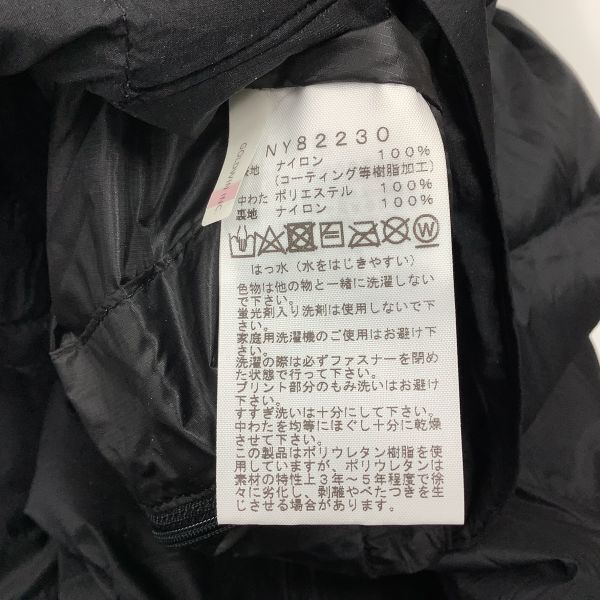 NY82230
地 ナイロン 100%
(コーティング等樹脂加工)
中わた ポリエステル 100%
裏地 ナイロン 100%
W
はっ水 (水をはじきやすい)
色物は他の物と一緒に洗濯しない
で下さい。
蛍光剤入り洗剤は使用しないで下
さい。
家庭用洗濯機のご使用はお避け下
さい。
洗濯の際は必ずファスナーを閉め
た状態で行って下さい。
プリント部分のもみ洗いはお避け
下さい。
すすぎ洗いは十分にして下さい。
中わたを均等にほぐし十分に乾燥
させて下さい。
この製品はポリウレタン樹脂を使
用していますが、ポリウレタンは
素材の特性上3年〜5年程度で徐
々に劣化し、剥離やべたつきを生
じさせる場合があります。
GOLDWIN INC